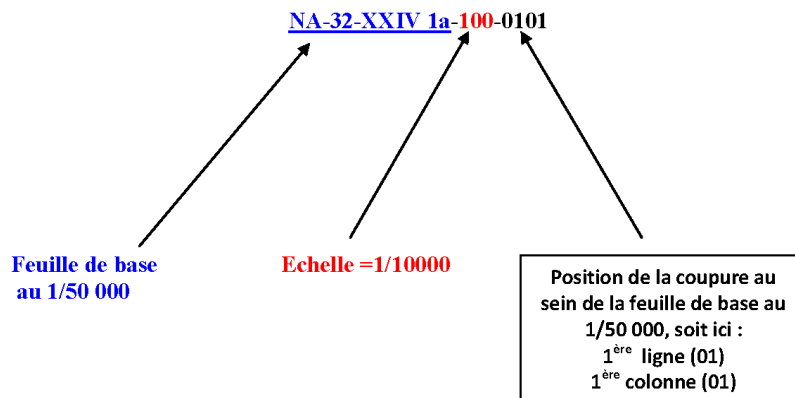 NA-32-XXIV 1a-100-0101
Feuille de base
au 1/50 000
Echelle =1/10000
Position de la coupure au
sein de la feuille de base au
1/50 000, soit ici :
1ère ligne (01)
1ère colonne (01)